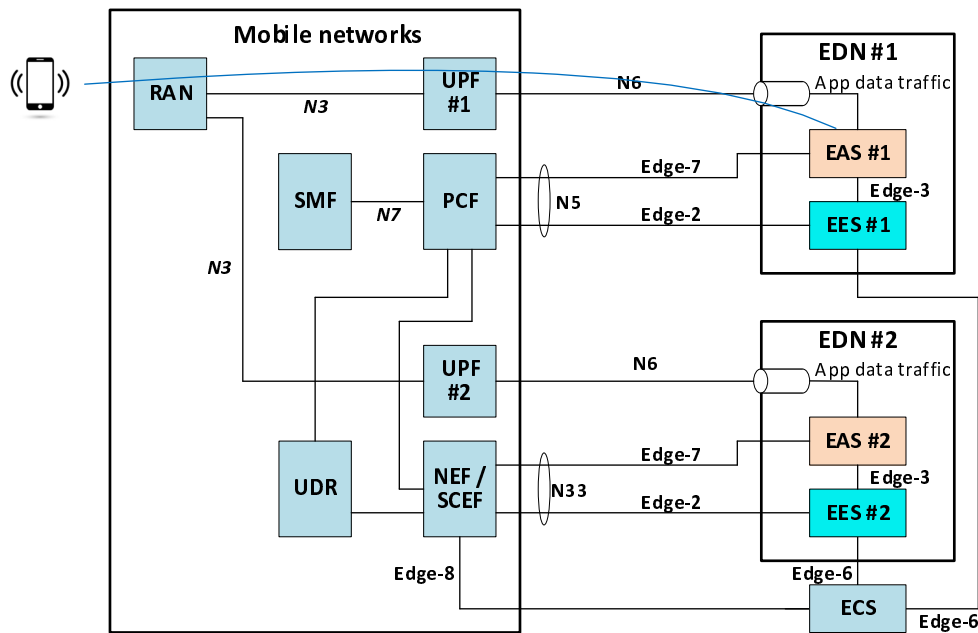 Mobile networks
EDN #1
RAN
UPF
#1
N3
N6
App data traffic
EAS #1
Edge-7
Edge-3
SMF
N7
PCF
N5
Edge-2
EES #1
N3
EDN #2
UPF
#2
N6
App data traffic
EAS #2
Edge-7
Edge-3
UDR
NEF /
SCEF
N33
Edge-2
EES #2
Edge-8
Edge-6
ECS
Edge-6